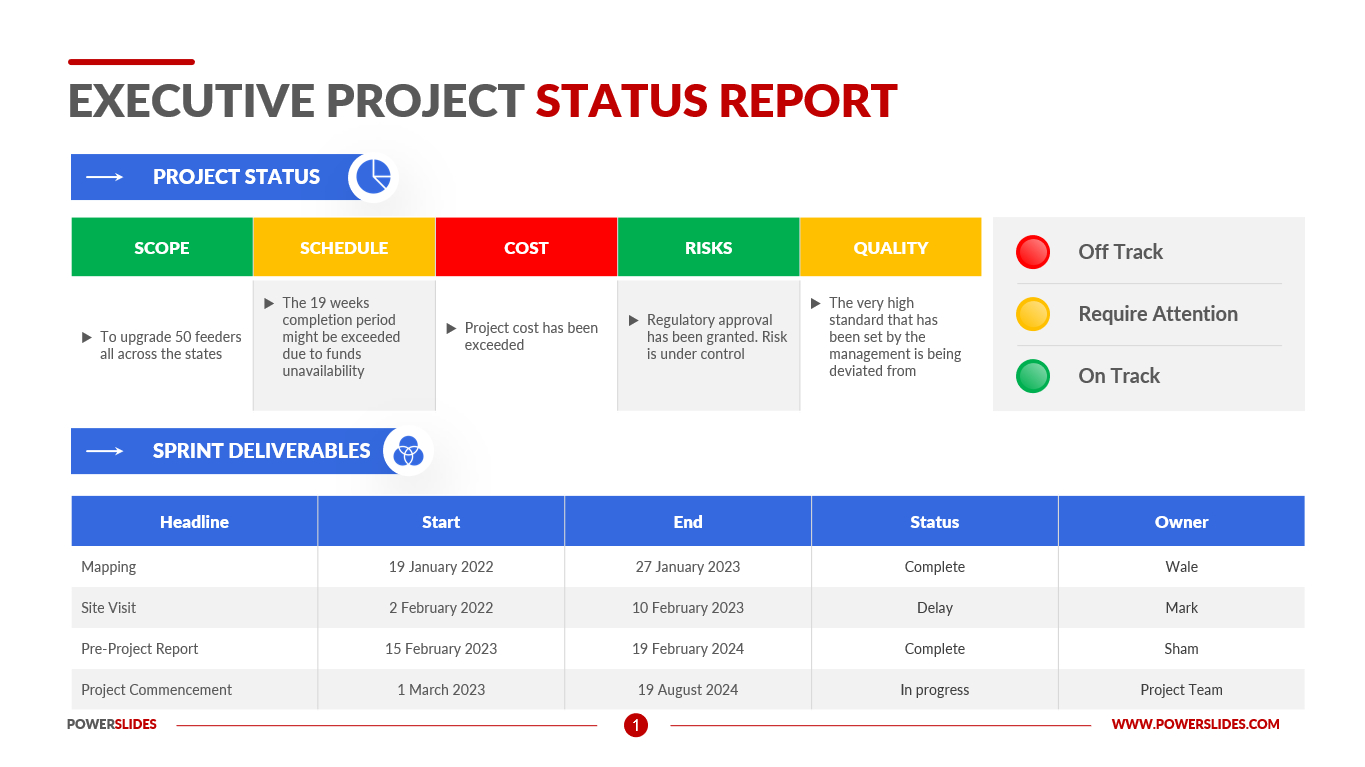 EXECUTIVE PROJECT STATUS REPORT
PROJECT STATUS
SCOPE
SCHEDULE
COST
RISKS
QUALITY
To upgrade 50 feeders
all across the states
The 19 weeks
completion period
might be exceeded
due to funds
unavailability
Project cost has been
exceeded
Regulatory approval
has been granted. Risk
is under control
The very high
standard that has
been set by the
management is being
deviated from
Off Track
Require Attention
On Track
SPRINT DELIVERABLES
Headline Start End Status Owner
Mapping 19 January 2022 27 January 2023 Complete Wale
Site Visit 2 February 2022 10 February 2023 Delay Mark
Pre-Project Report 15 February 2023 19 February 2024 Complete Sham
Project Commencement 1 March 2023 19 August 2024 In progress Project Team
POWERSLIDES 1 WWW.POWERSLIDES.COM